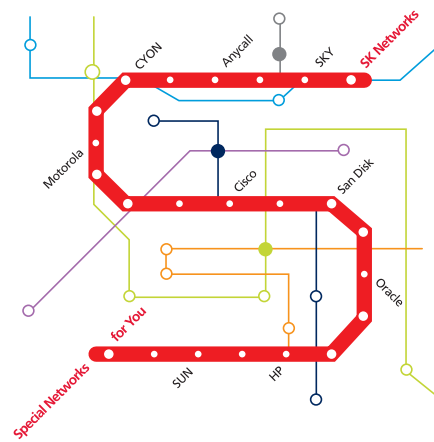 CYON
Anycall
SKY
SK Networks
Motorola
Cisco
San Disk
Oracle
for You
Special Networks
SUN
HP